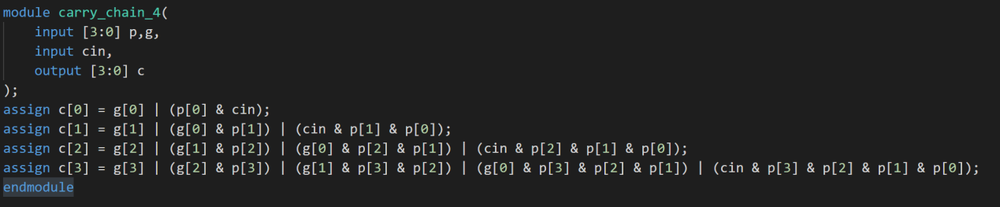 module carry_chain_4(
    input [3:0] p,g,
    input cin,
    output [3:0] c
);
assign c[0] = g[0] | (p[0] & cin);
assign c[1] = g[1] | (g[0] & p[1]) | (cin & p[1] & p[0]);
assign c[2] = g[2] | (g[1] & p[2]) | (g[0] & p[2] & p[1]) | (cin & p[2] & p[1] & p[0]);
assign c[3] = g[3] | (g[2] & p[3]) | (g[1] & p[3] & p[2]) | (g[0] & p[3] & p[2] & p[1]) | (cin & p[3] & p[2] & p[1] & p[0]);
endmodule